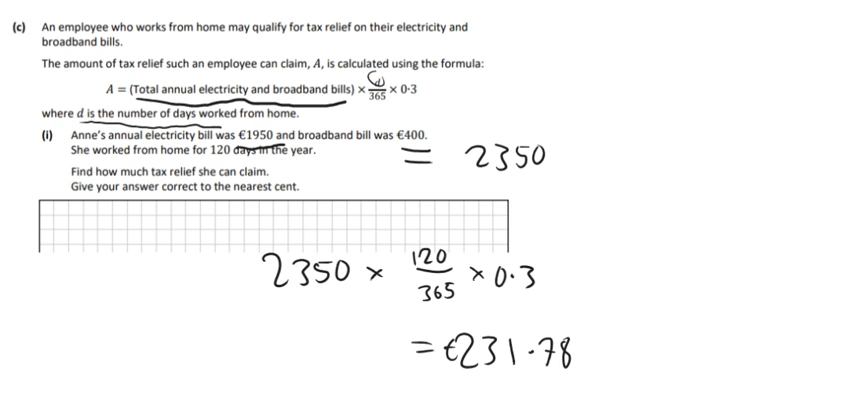 (c) An employee who works from home may qualify for tax relief on their electricity and
broadband bills.
The amount of tax relief such an employee can claim, A, is calculated using the formula:
A = (Total annual electricity and broadband bills) × d/365 × 0·3
where d is the number of days worked from home.
(i) Anne's annual electricity bill was €1950 and broadband bill was €400.
She worked from home for 120 days in the year.
= 2350
Find how much tax relief she can claim.
Give your answer correct to the nearest cent.
2350 × 120/365 × 0.3
= €231.78